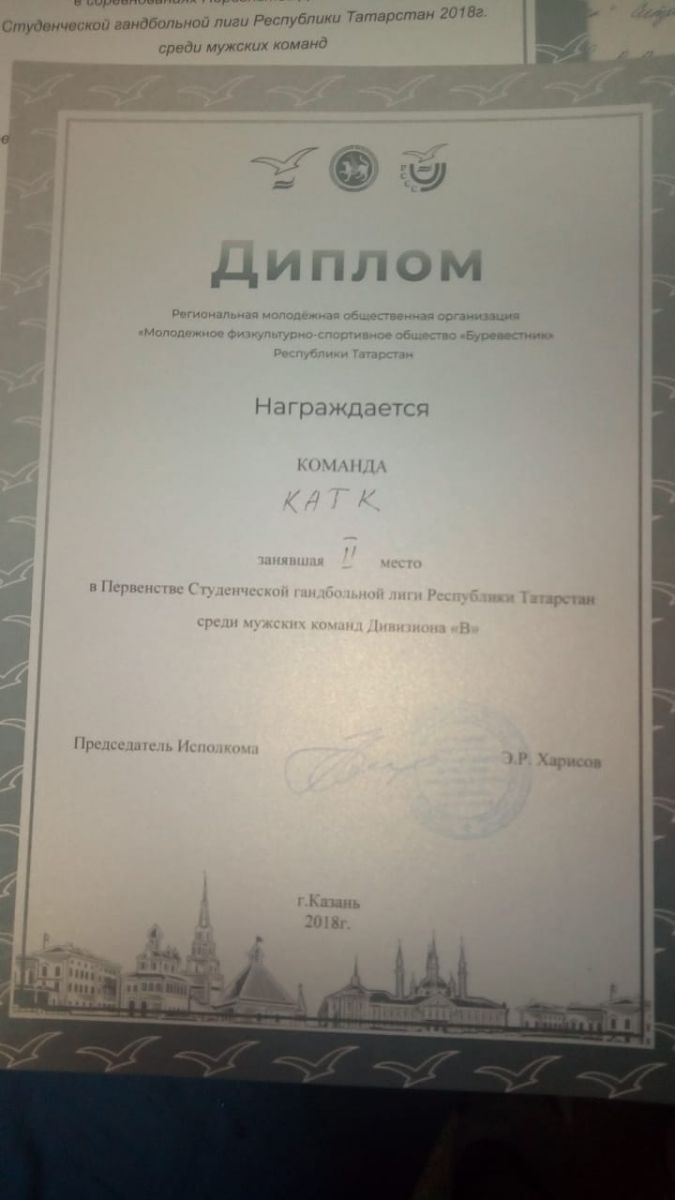 Студенческой гандбольной лиги Республики Татарстан 2018г.
среди мужских команд
РССС
Диплом
Региональная молодёжная общественная организация
«Молодежное физкультурно-спортивное общество «Буревестник»
Республики Татарстан
Награждается
КОМАНДА
КАТК
занявшая II место
в Первенстве Студенческой гандбольной лиги Республики Татарстан
среди мужских команд Дивизиона «В»
Председатель Исполкома Э.Р. Харисов
г.Казань
2018г.